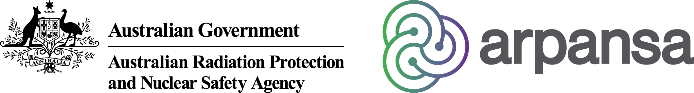 Australian Government
Australian Radiation Protection
and Nuclear Safety Agency
arpansa